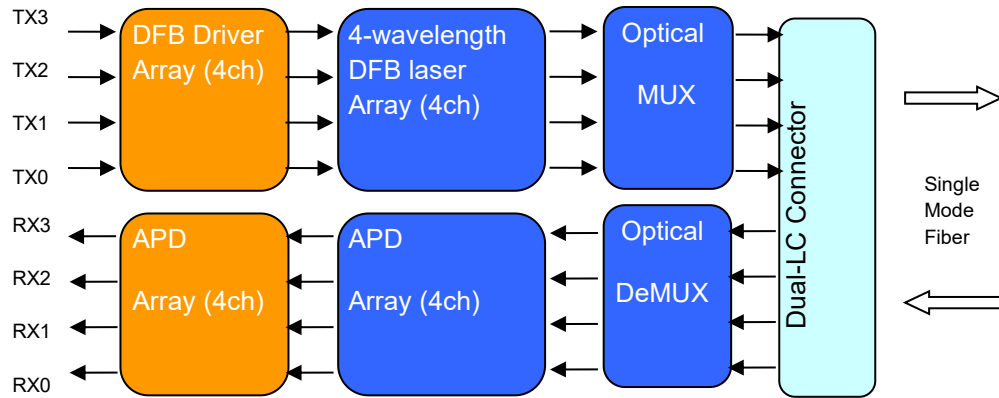 TX3
TX2
TX1
TX0
DFB Driver
Array (4ch)
4-wavelength
DFB laser
Array (4ch)
Optical
MUX
Dual-LC Connector
Single
Mode
Fiber
RX3
RX2
RX1
RX0
APD
Array (4ch)
APD
Array (4ch)
Optical
DeMUX